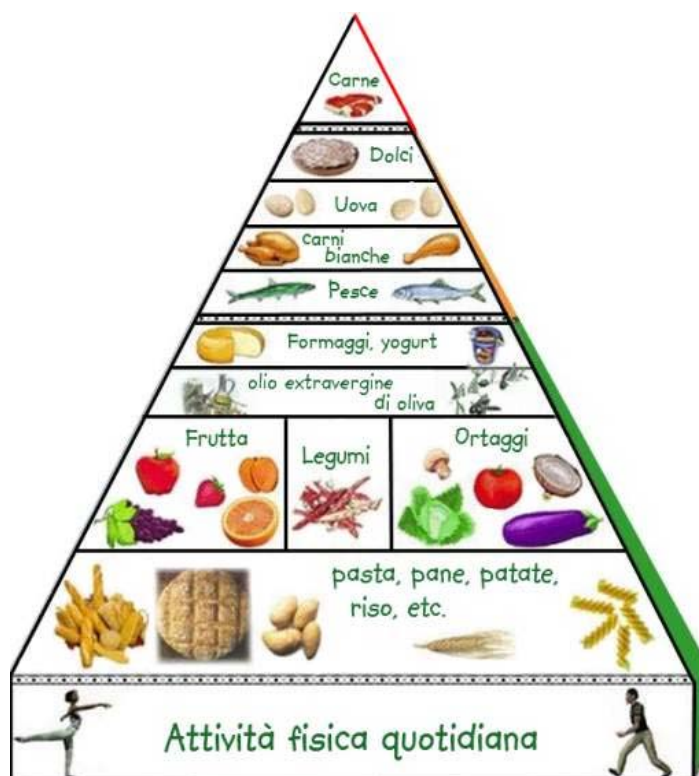 Carne
Dolci
Uova
carni
bianche
Pesce
Formaggi, yogurt
olio extravergine
di oliva
Frutta
Legumi
Ortaggi
pasta, pane, patate,
riso, etc.
Attività fisica quotidiana